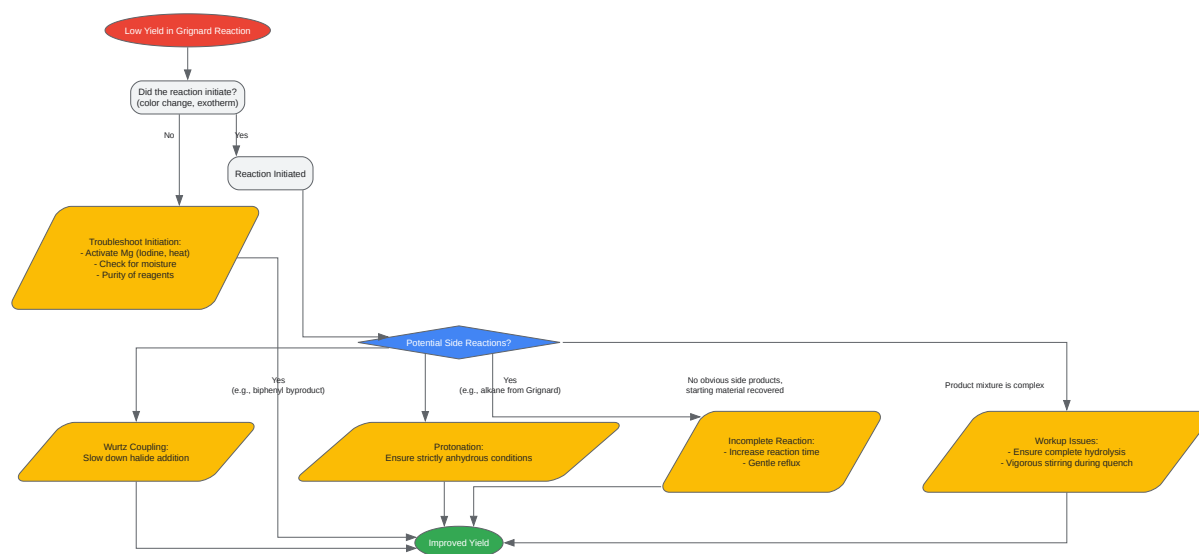 Low Yield in Grignard Reaction
Did the reaction initiate?
(color change, exotherm)
No
Yes
Reaction Initiated
Troubleshoot Initiation:
- Activate Mg (Iodine, heat)
- Check for moisture
- Purity of reagents
Potential Side Reactions?
Yes
(e.g., biphenyl byproduct)
Yes
(e.g., alkane from Grignard)
No obvious side products,
starting material recovered
Product mixture is complex
Wurtz Coupling:
Slow down halide addition
Protonation:
Ensure strictly anhydrous conditions
Incomplete Reaction:
- Increase reaction time
- Gentle reflux
Workup Issues:
- Ensure complete hydrolysis
- Vigorous stirring during quench
Improved Yield